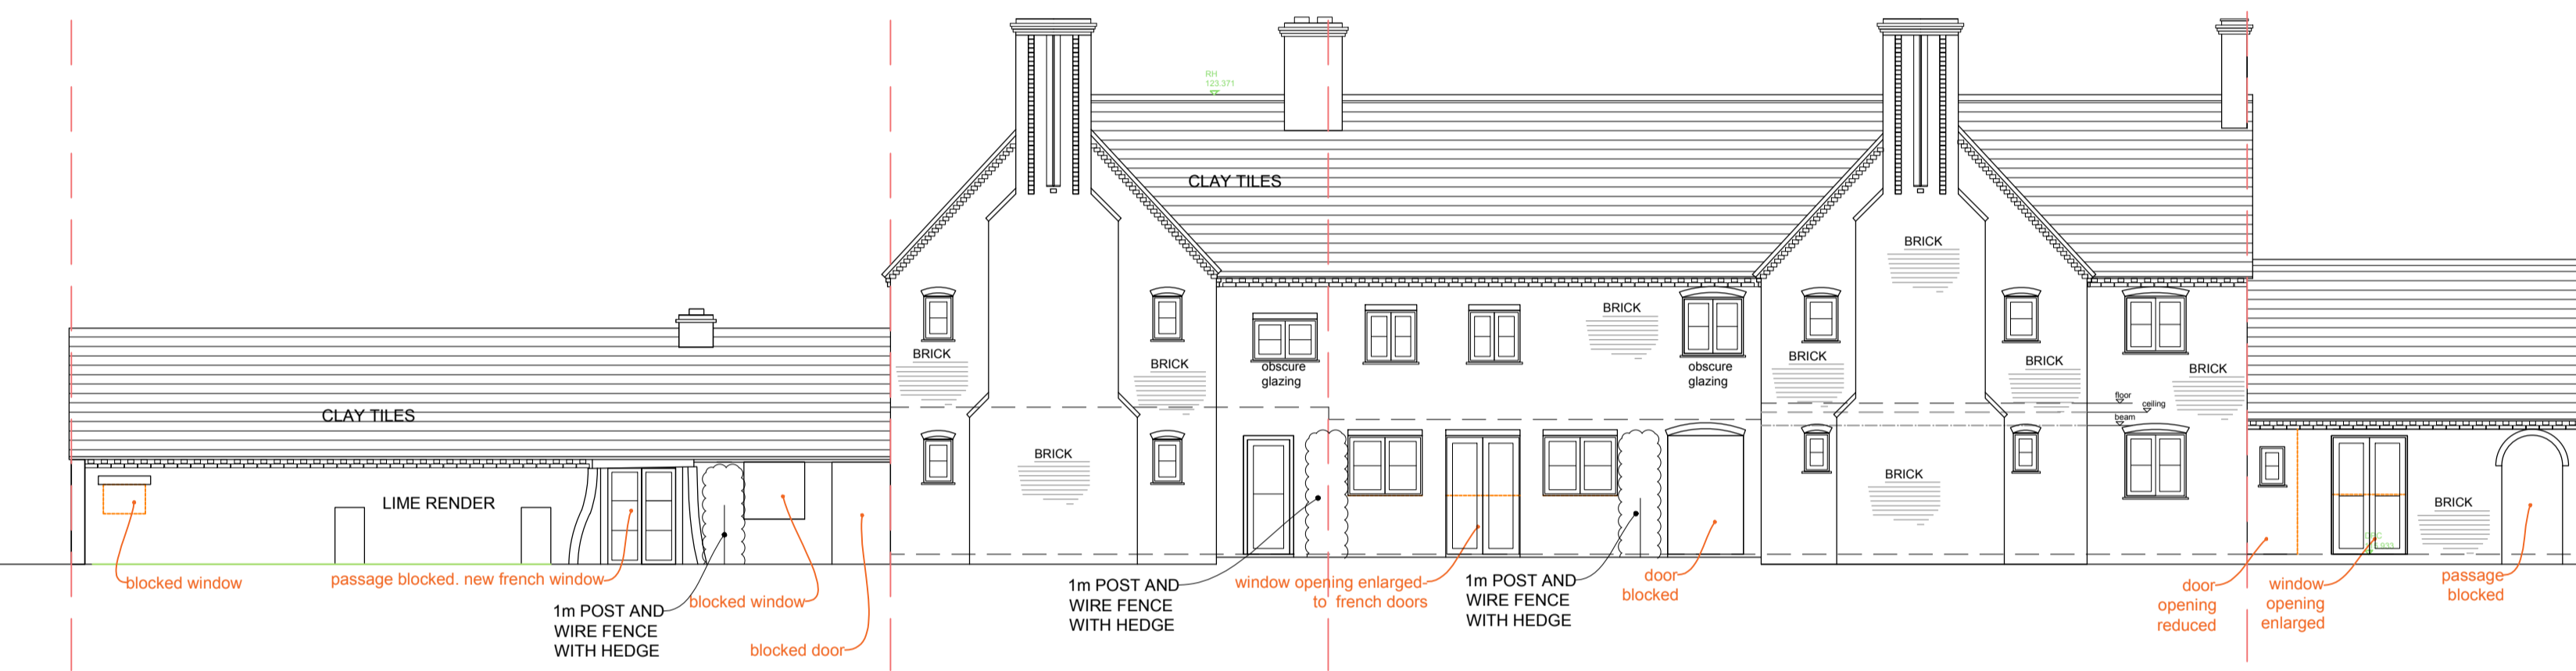 RH
123.371
CLAY TILES
BRICK
BRICK
BRICK
BRICK
obscure
glazing
obscure
glazing
BRICK
BRICK
BRICK
BRICK
floor
ceiling
beam
CLAY TILES
BRICK
BRICK
LIME RENDER
BRICK
blocked window
passage blocked. new french window
1m POST AND
WIRE FENCE
WITH HEDGE
blocked window
blocked door
1m POST AND
WIRE FENCE
WITH HEDGE
window opening enlarged
to french doors
1m POST AND
WIRE FENCE
WITH HEDGE
door
blocked
door
opening
reduced
window
opening
enlarged
passage
blocked